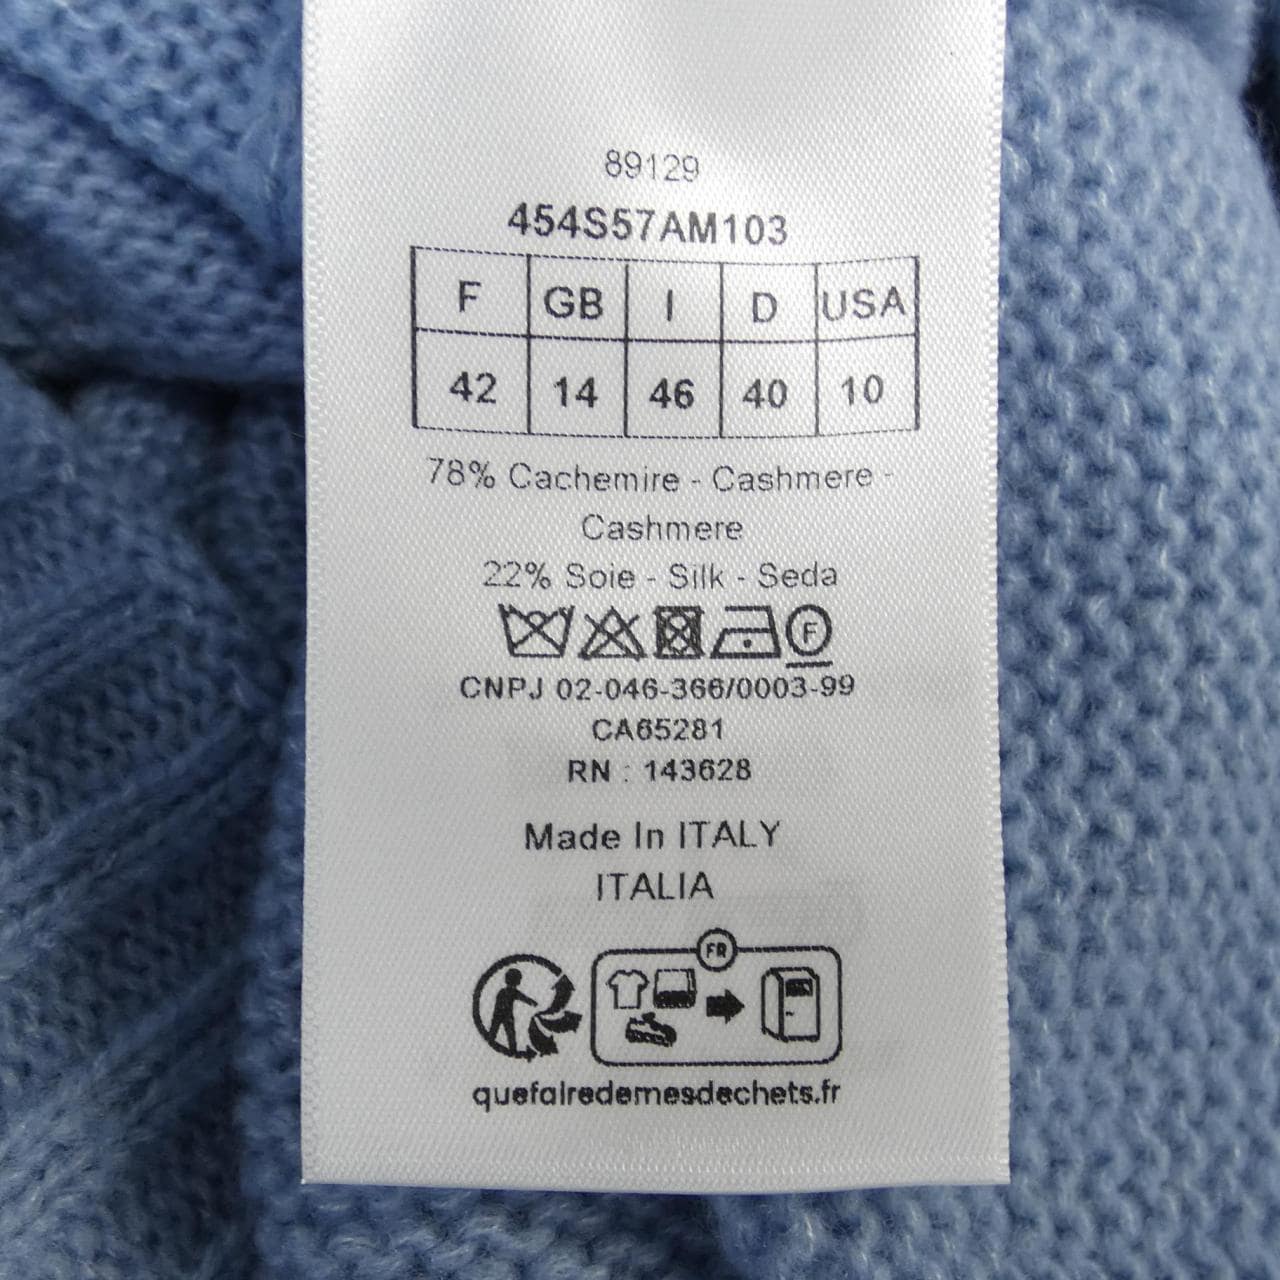 89129
454S57AM103
F GB I D USA
42 14 46 40 10
78% Cachemire - Cashmere -
Cashmere
22% Soie - Silk - Seda
F
CNPJ 02-046-366/0003-99
CA65281
RN : 143628
Made In ITALY
ITALIA
FR
quefairedemesdechets.fr